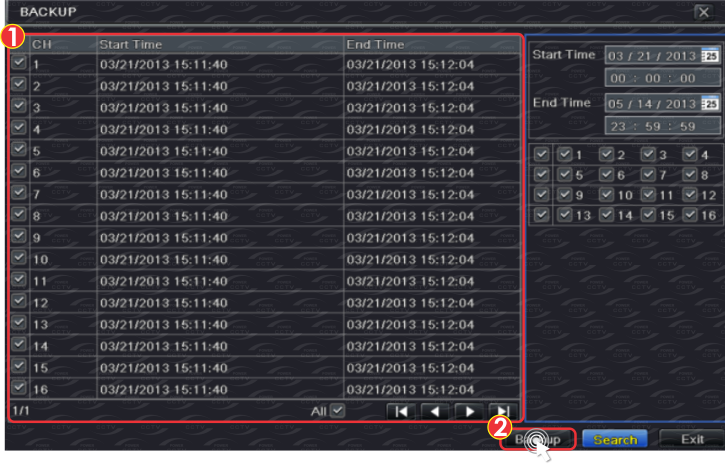 BACKUP
1
CH Start Time End Time
1 03/21/2013 15:11:40 03/21/2013 15:12:04
2 03/21/2013 15:11:40 03/21/2013 15:12:04
3 03/21/2013 15:11:40 03/21/2013 15:12:04
4 03/21/2013 15:11:40 03/21/2013 15:12:04
5 03/21/2013 15:11:40 03/21/2013 15:12:04
6 03/21/2013 15:11:40 03/21/2013 15:12:04
7 03/21/2013 15:11:40 03/21/2013 15:12:04
8 03/21/2013 15:11:40 03/21/2013 15:12:04
9 03/21/2013 15:11:40 03/21/2013 15:12:04
10 03/21/2013 15:11:40 03/21/2013 15:12:04
11 03/21/2013 15:11:40 03/21/2013 15:12:04
12 03/21/2013 15:11:40 03/21/2013 15:12:04
13 03/21/2013 15:11:40 03/21/2013 15:12:04
14 03/21/2013 15:11:40 03/21/2013 15:12:04
15 03/21/2013 15:11:40 03/21/2013 15:12:04
16 03/21/2013 15:11:40 03/21/2013 15:12:04
1/1 All
Start Time 03 / 21 / 2013 25
00 : 00 : 00
End Time 05 / 14 / 2013 25
23 : 59 : 59
1 2 3 4
5 6 7 8
9 10 11 12
13 14 15 16
2
Backup Search Exit